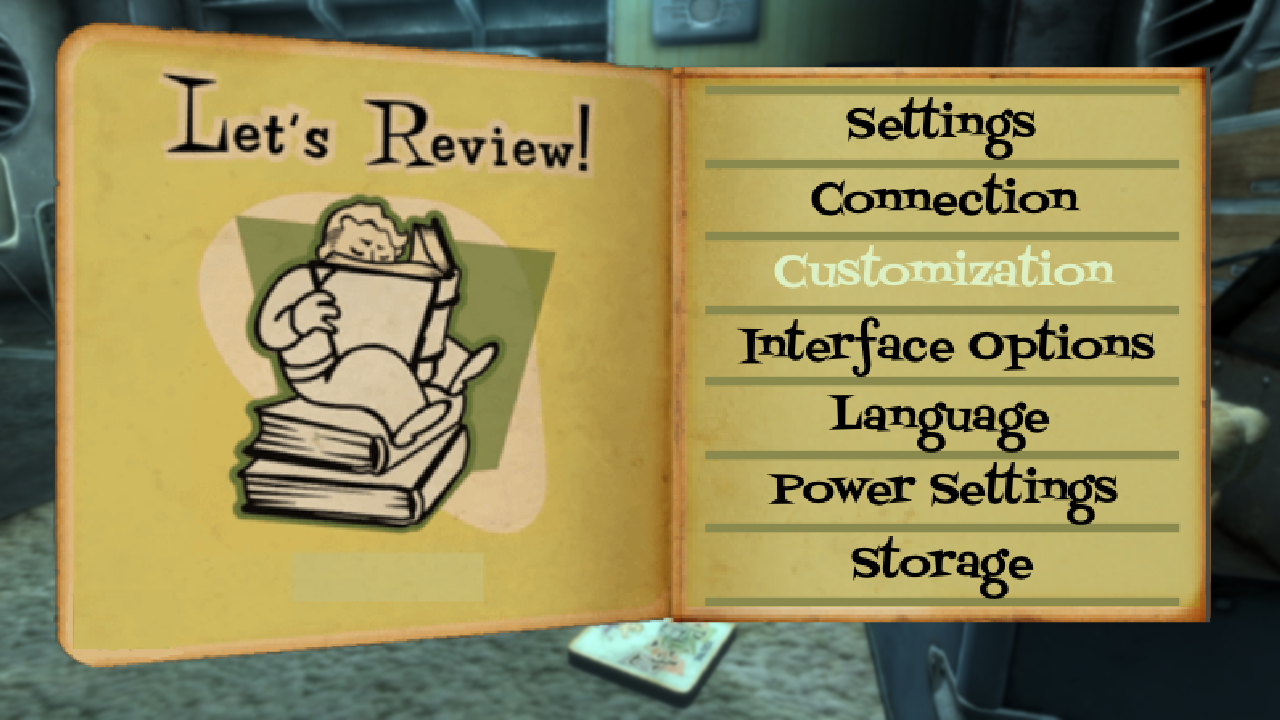 Let's Review!
Settings
Connection
Customization
Interface Options
Language
Power Settings
Storage